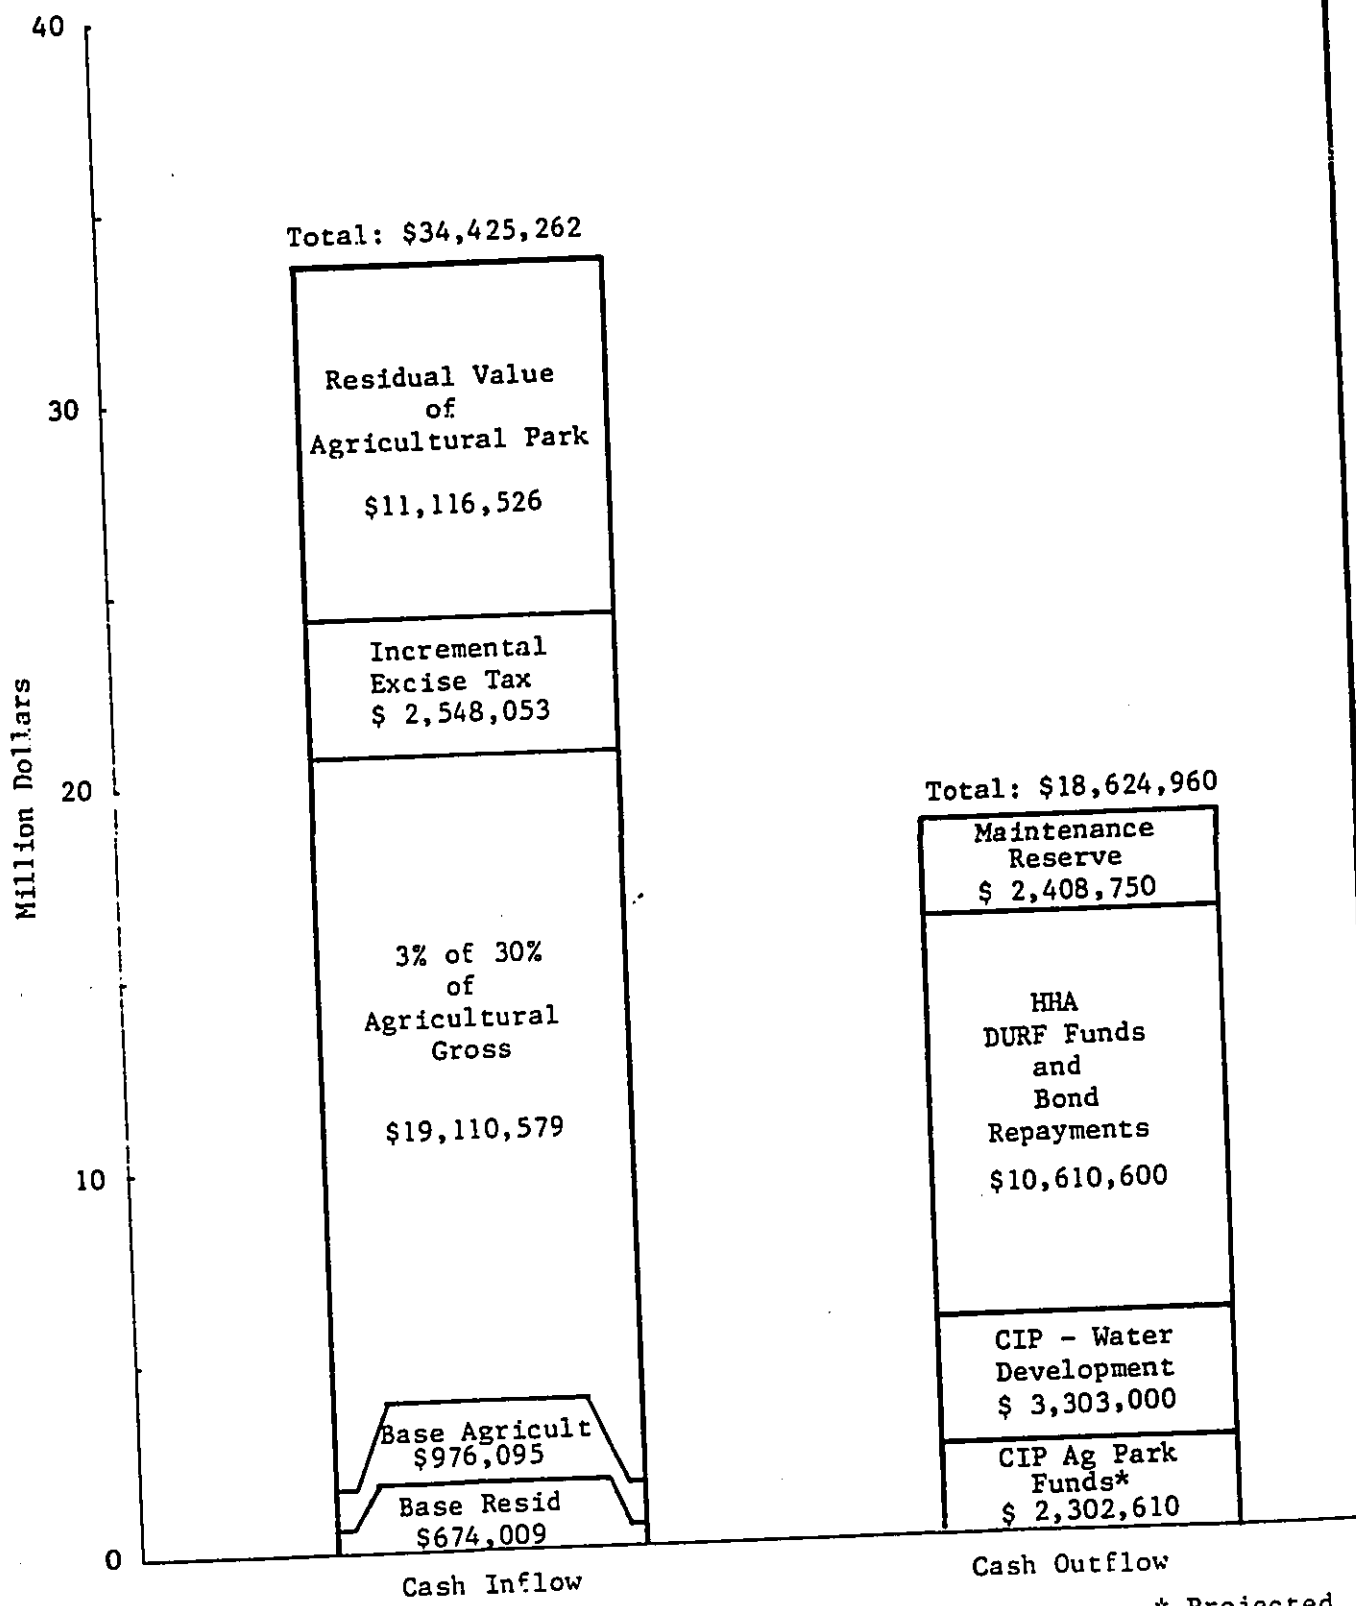 40
Total: $34,425,262
Residual Value
of
Agricultural Park
$11,116,526
30
Incremental
Excise Tax
$ 2,548,053
Million Dollars
20
3% of 30%
of
Agricultural
Gross
$19,110,579
10
Base Agricult
$976,095
Base Resid
$674,009
0
Cash Inflow
Total: $18,624,960
Maintenance
Reserve
$ 2,408,750
HHA
DURF Funds
and
Bond
Repayments
$10,610,600
CIP - Water
Development
$ 3,303,000
CIP Ag Park
Funds*
$ 2,302,610
Cash Outflow
* Projected